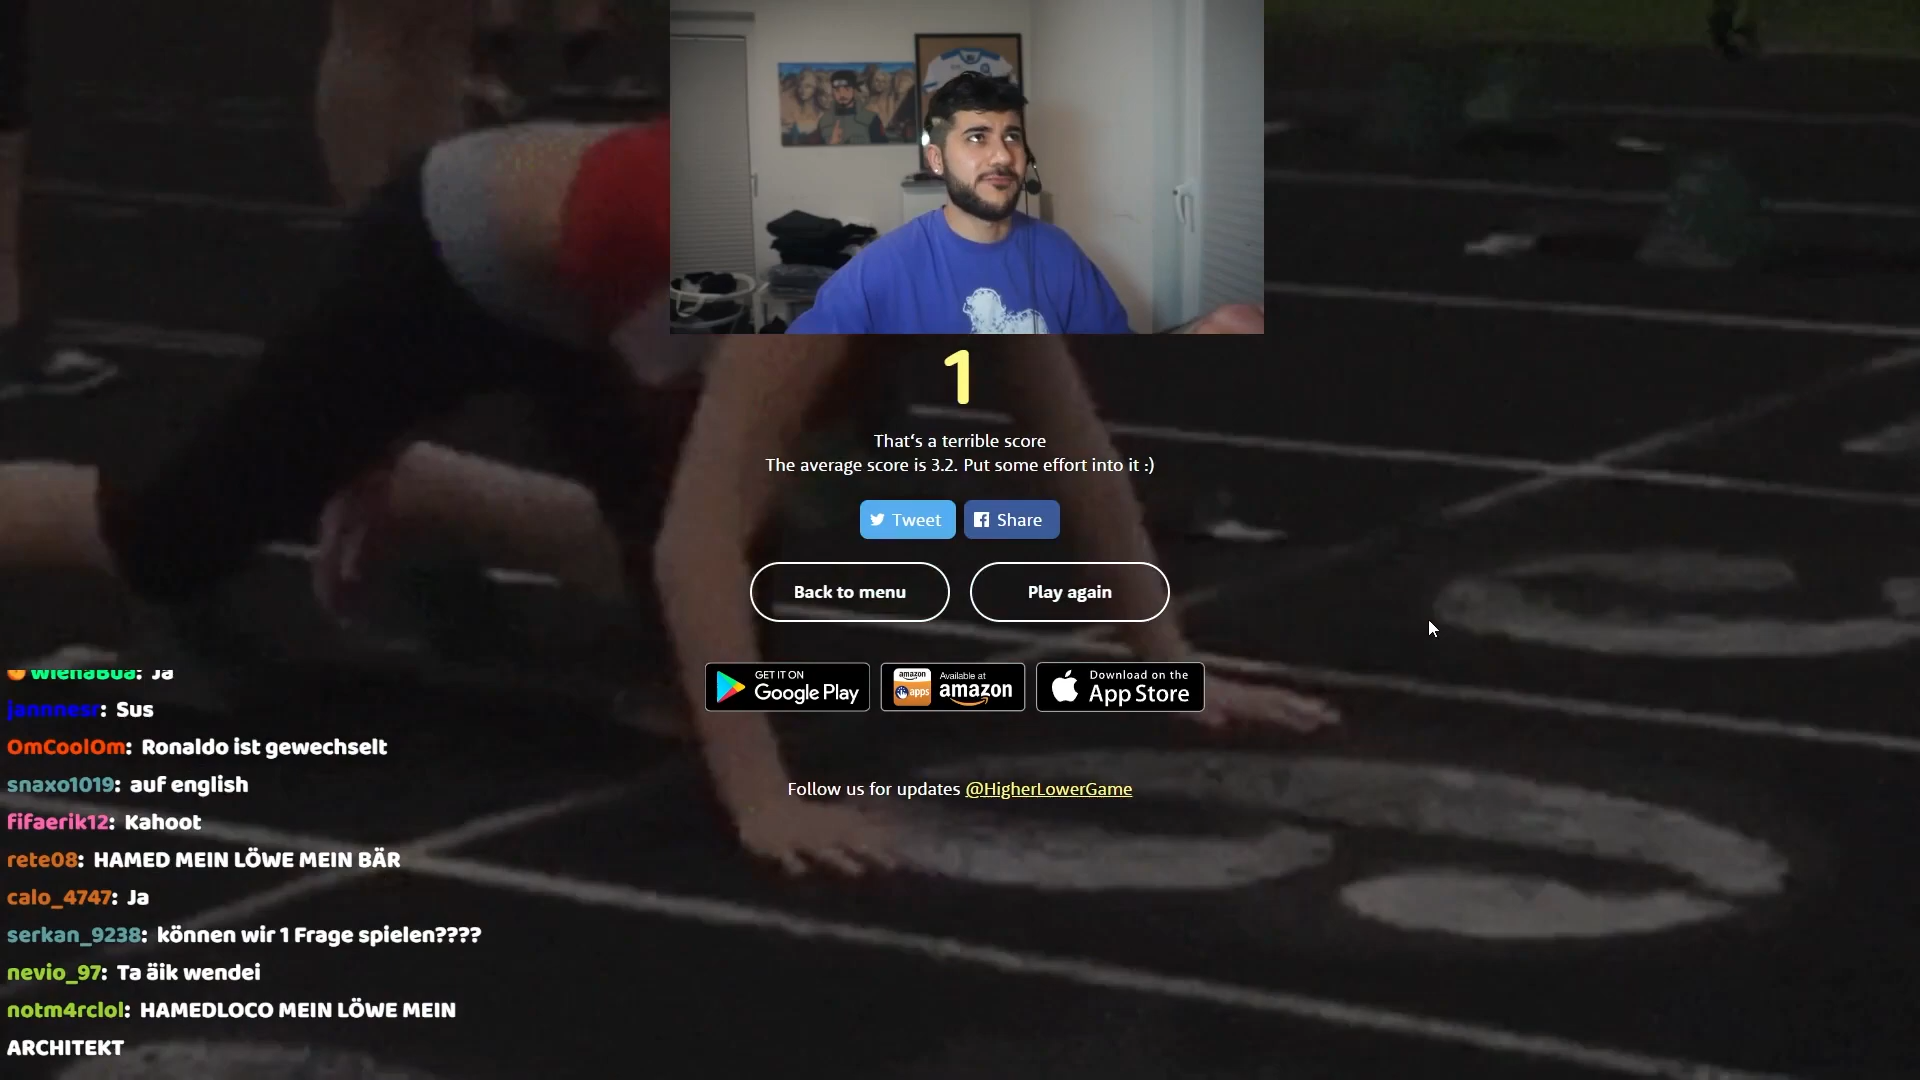 1
That‘s a terrible score
The average score is 3.2. Put some effort into it :)
Tweet
Share
Back to menu
Play again
GET IT ON
Google Play
amazon
apps
Available at
amazon
Download on the
App Store
Follow us for updates @HigherLowerGame
wienaBua: Ja
jannnesr: Sus
OmCoolOm: Ronaldo ist gewechselt
snaxo1019: auf english
fifaerik12: Kahoot
rete08: HAMED MEIN LÖWE MEIN BÄR
calo_4747: Ja
serkan_9238: können wir 1 Frage spielen????
nevio_97: Ta äik wendei
notm4rclol: HAMEDLOCO MEIN LÖWE MEIN
ARCHITEKT